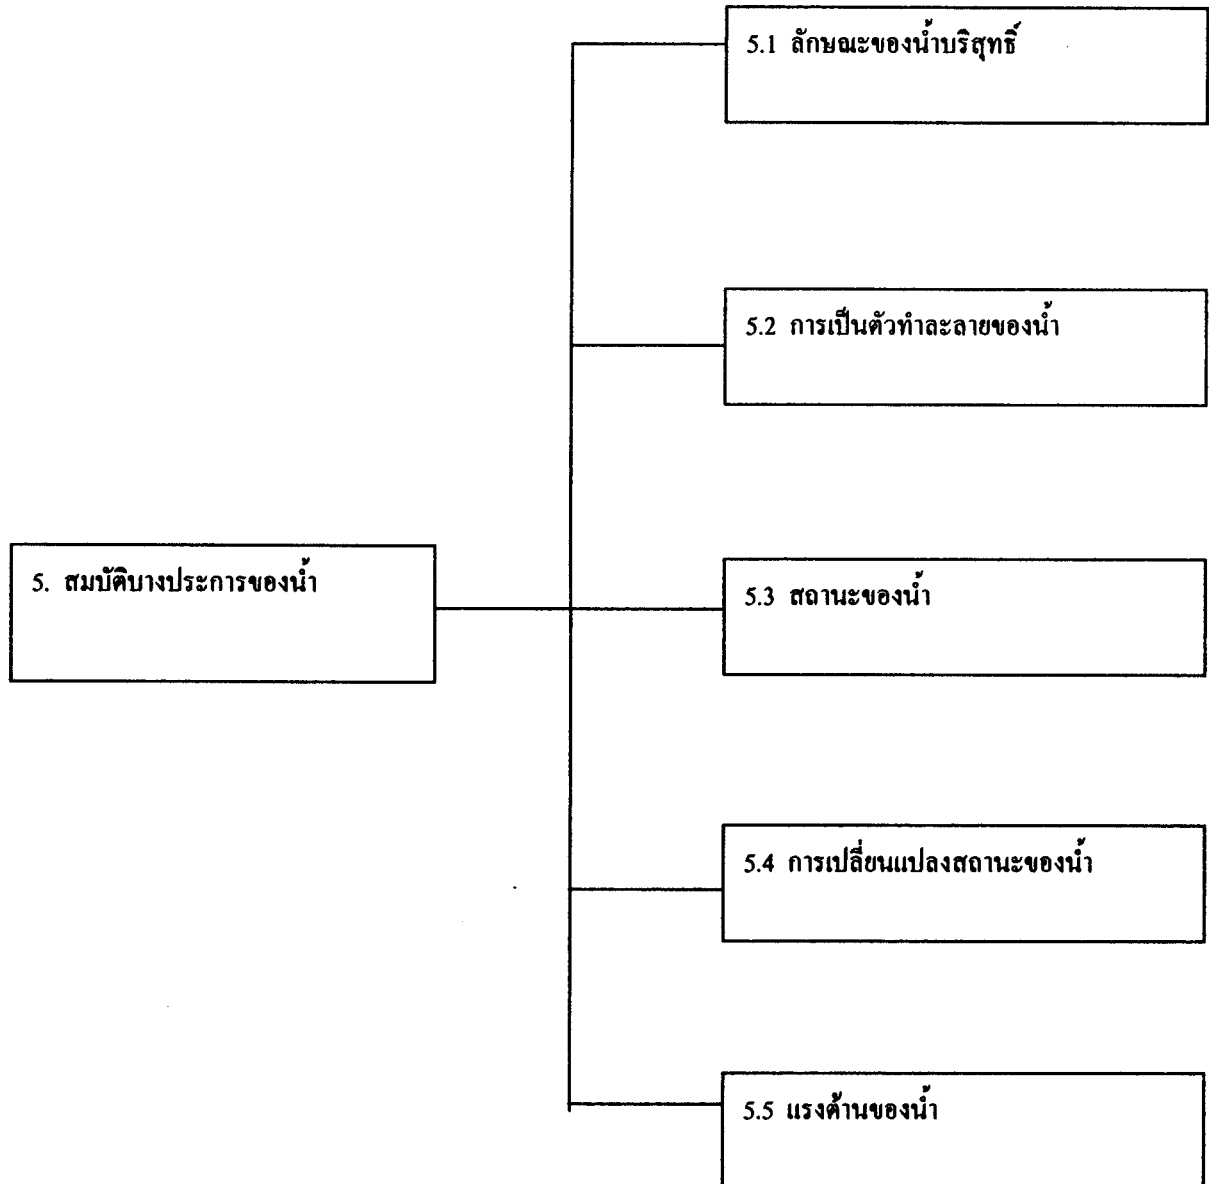 5.1 ลักษณะของน้ำบริสุทธิ์
5.2 การเป็นตัวทำละลายของน้ำ
5. สมบัติบางประการของน้ำ
5.3 สถานะของน้ำ
5.4 การเปลี่ยนแปลงสถานะของน้ำ
5.5 แรงต้านของน้ำ